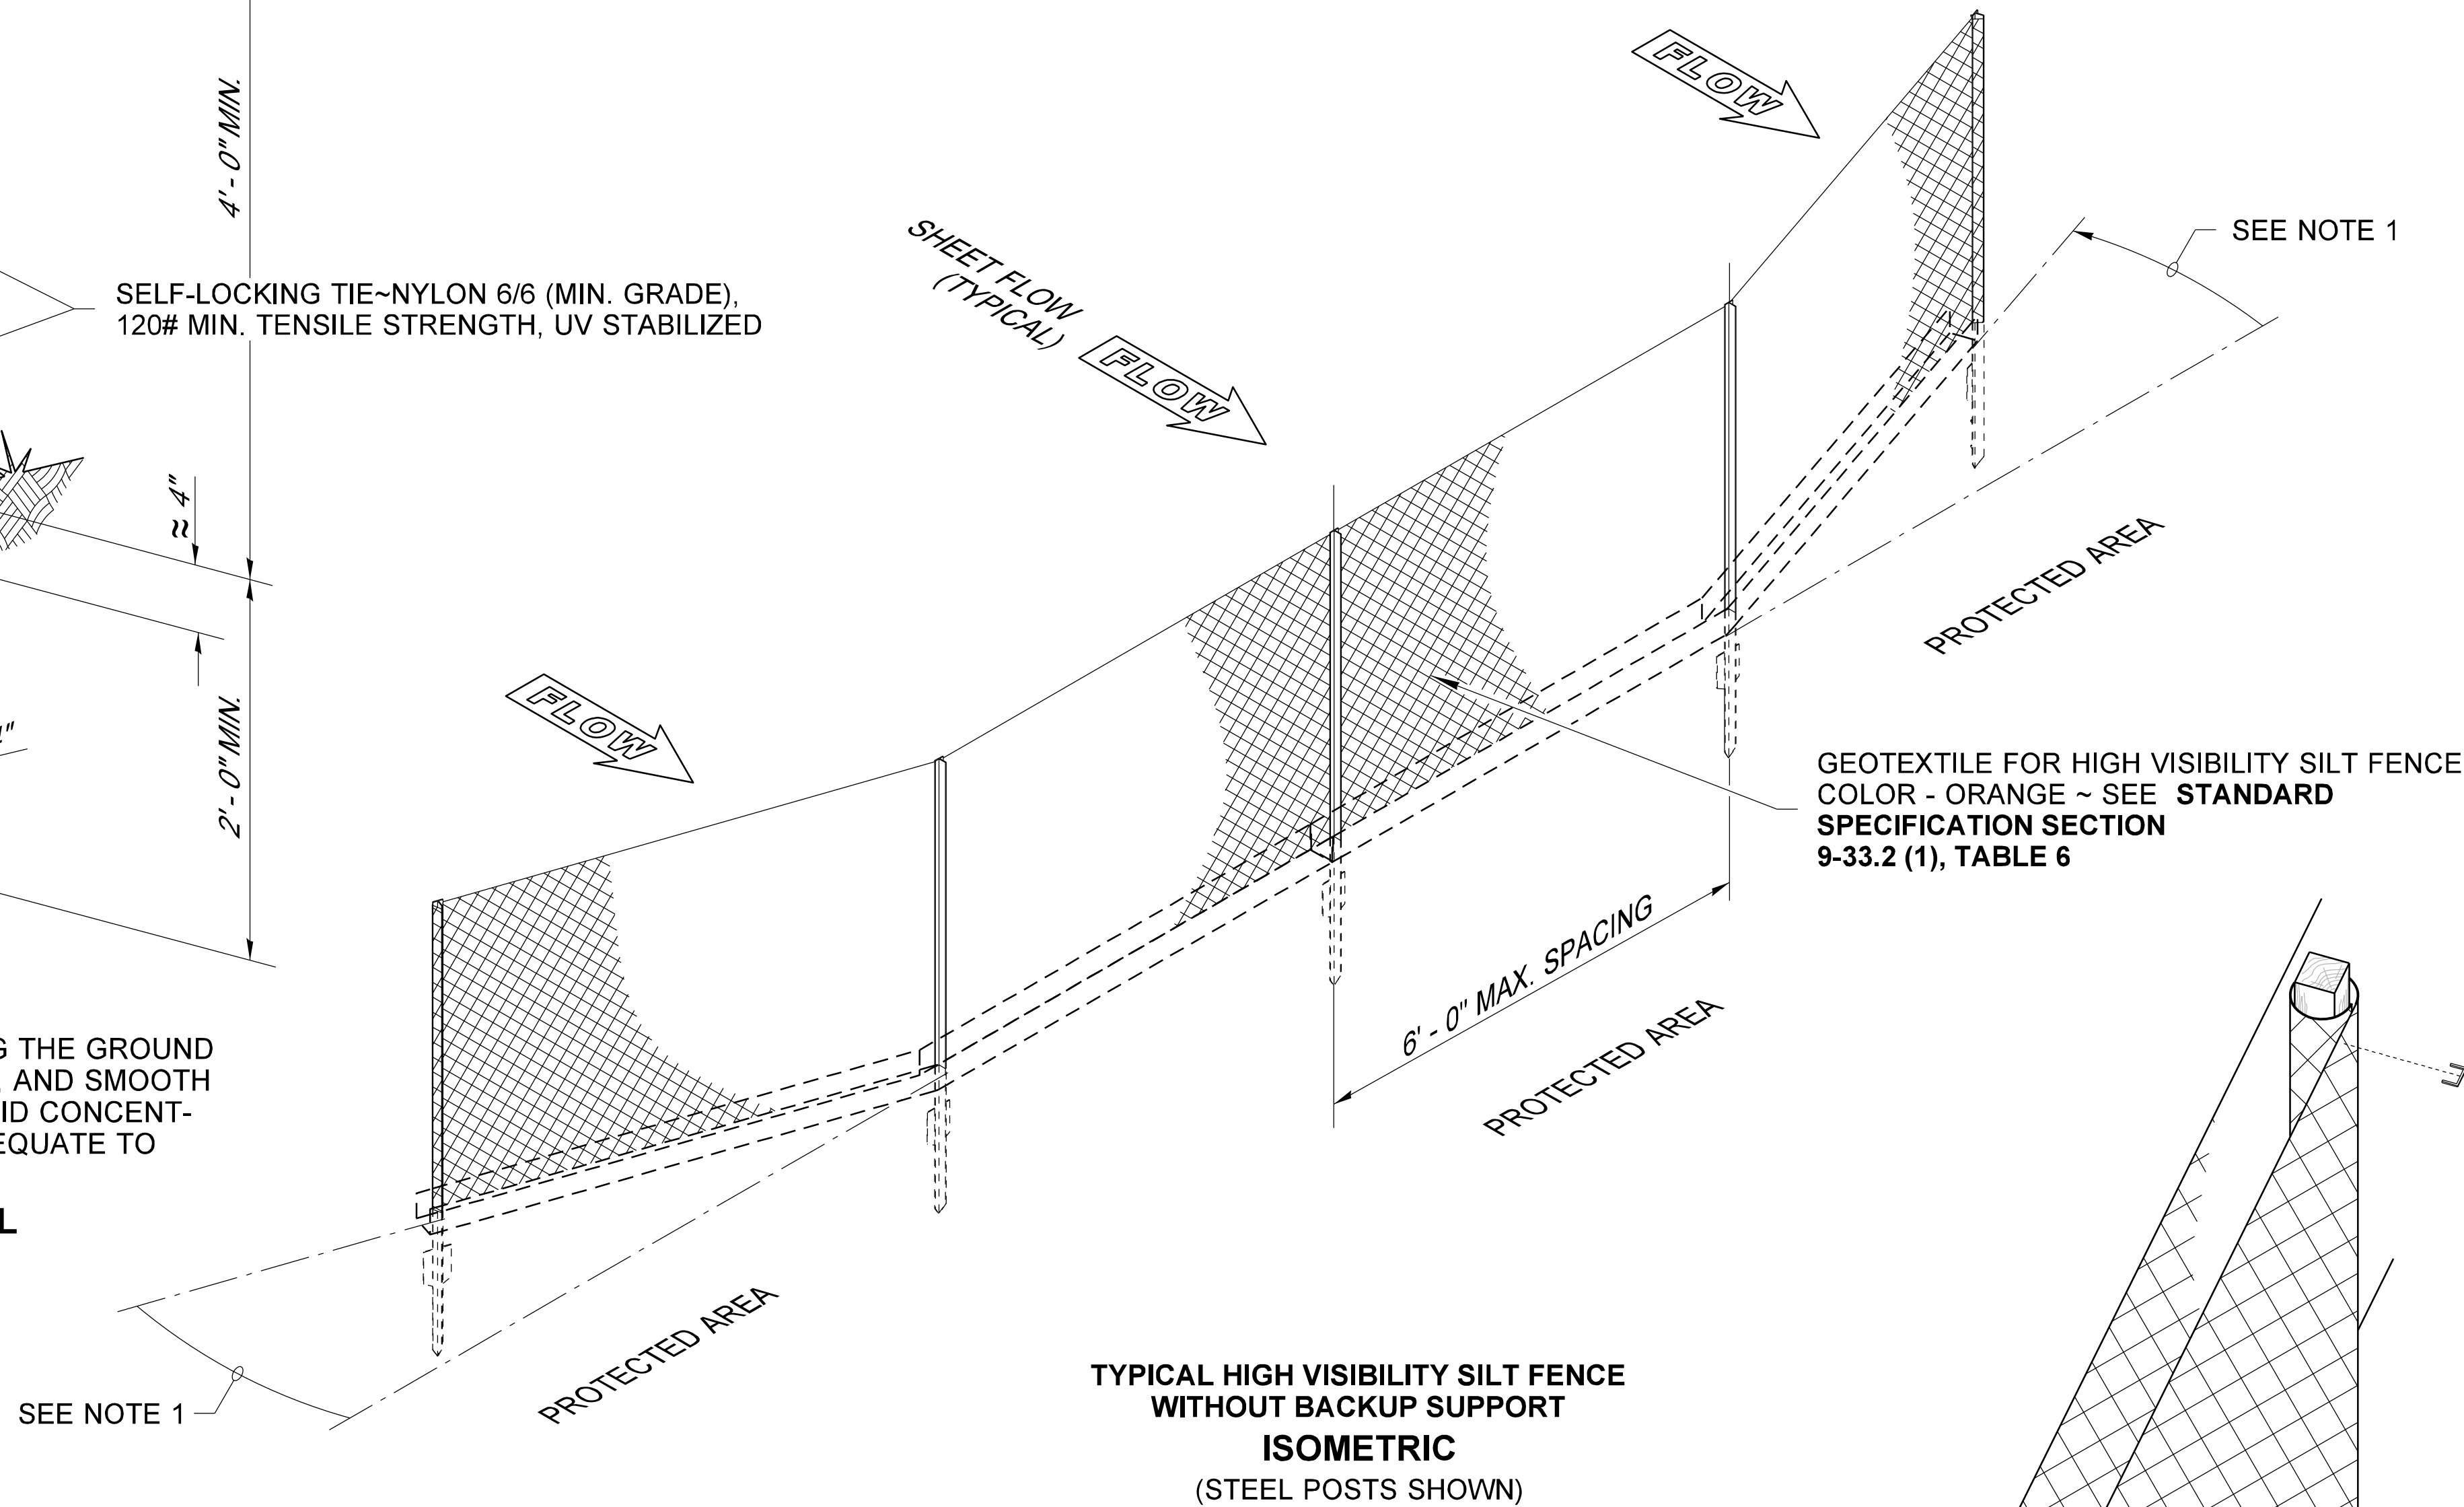 4'- 0" MIN.
SELF-LOCKING TIE~NYLON 6/6 (MIN. GRADE),
120# MIN. TENSILE STRENGTH, UV STABILIZED
≈ 4"
2'- 0" MIN.
G THE GROUND
AND SMOOTH
ID CONCENT-
EQUATE TO
L
FLOW
SHEET FLOW
(TYPICAL)
FLOW
FLOW
SEE NOTE 1
PROTECTED AREA
GEOTEXTILE FOR HIGH VISIBILITY SILT FENCE
COLOR - ORANGE ~ SEE STANDARD
SPECIFICATION SECTION
9-33.2 (1), TABLE 6
6' - 0" MAX. SPACING
PROTECTED AREA
PROTECTED AREA
SEE NOTE 1
TYPICAL HIGH VISIBILITY SILT FENCE
WITHOUT BACKUP SUPPORT
ISOMETRIC
(STEEL POSTS SHOWN)